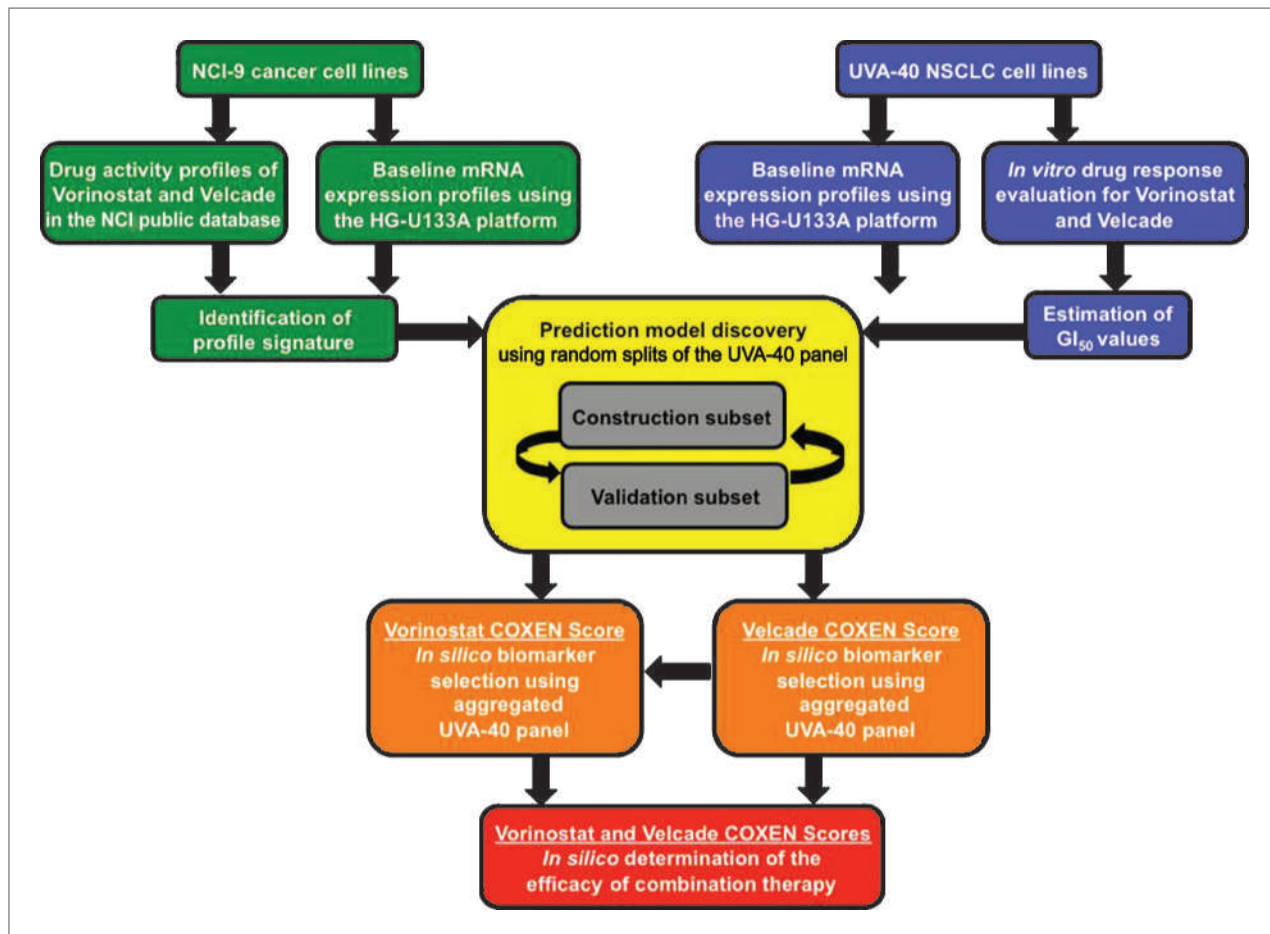 NCI-9 cancer cell lines
UVA-40 NSCLC cell lines
Drug activity profiles of
Vorinostat and Velcade
in the NCI public database
Baseline mRNA
expression profiles using
the HG-U133A platform
Baseline mRNA
expression profiles using
the HG-U133A platform
In vitro drug response
evaluation for Vorinostat
and Velcade
Identification of
profile signature
Prediction model discovery
using random splits of the UVA-40 panel
Construction subset
Validation subset
Estimation of
GI50 values
Vorinostat COXEN Score
In silico biomarker
selection using
aggregated
UVA-40 panel
Velcade COXEN Score
In silico biomarker
selection using
aggregated
UVA-40 panel
Vorinostat and Velcade COXEN Scores
In silico determination of the
efficacy of combination therapy